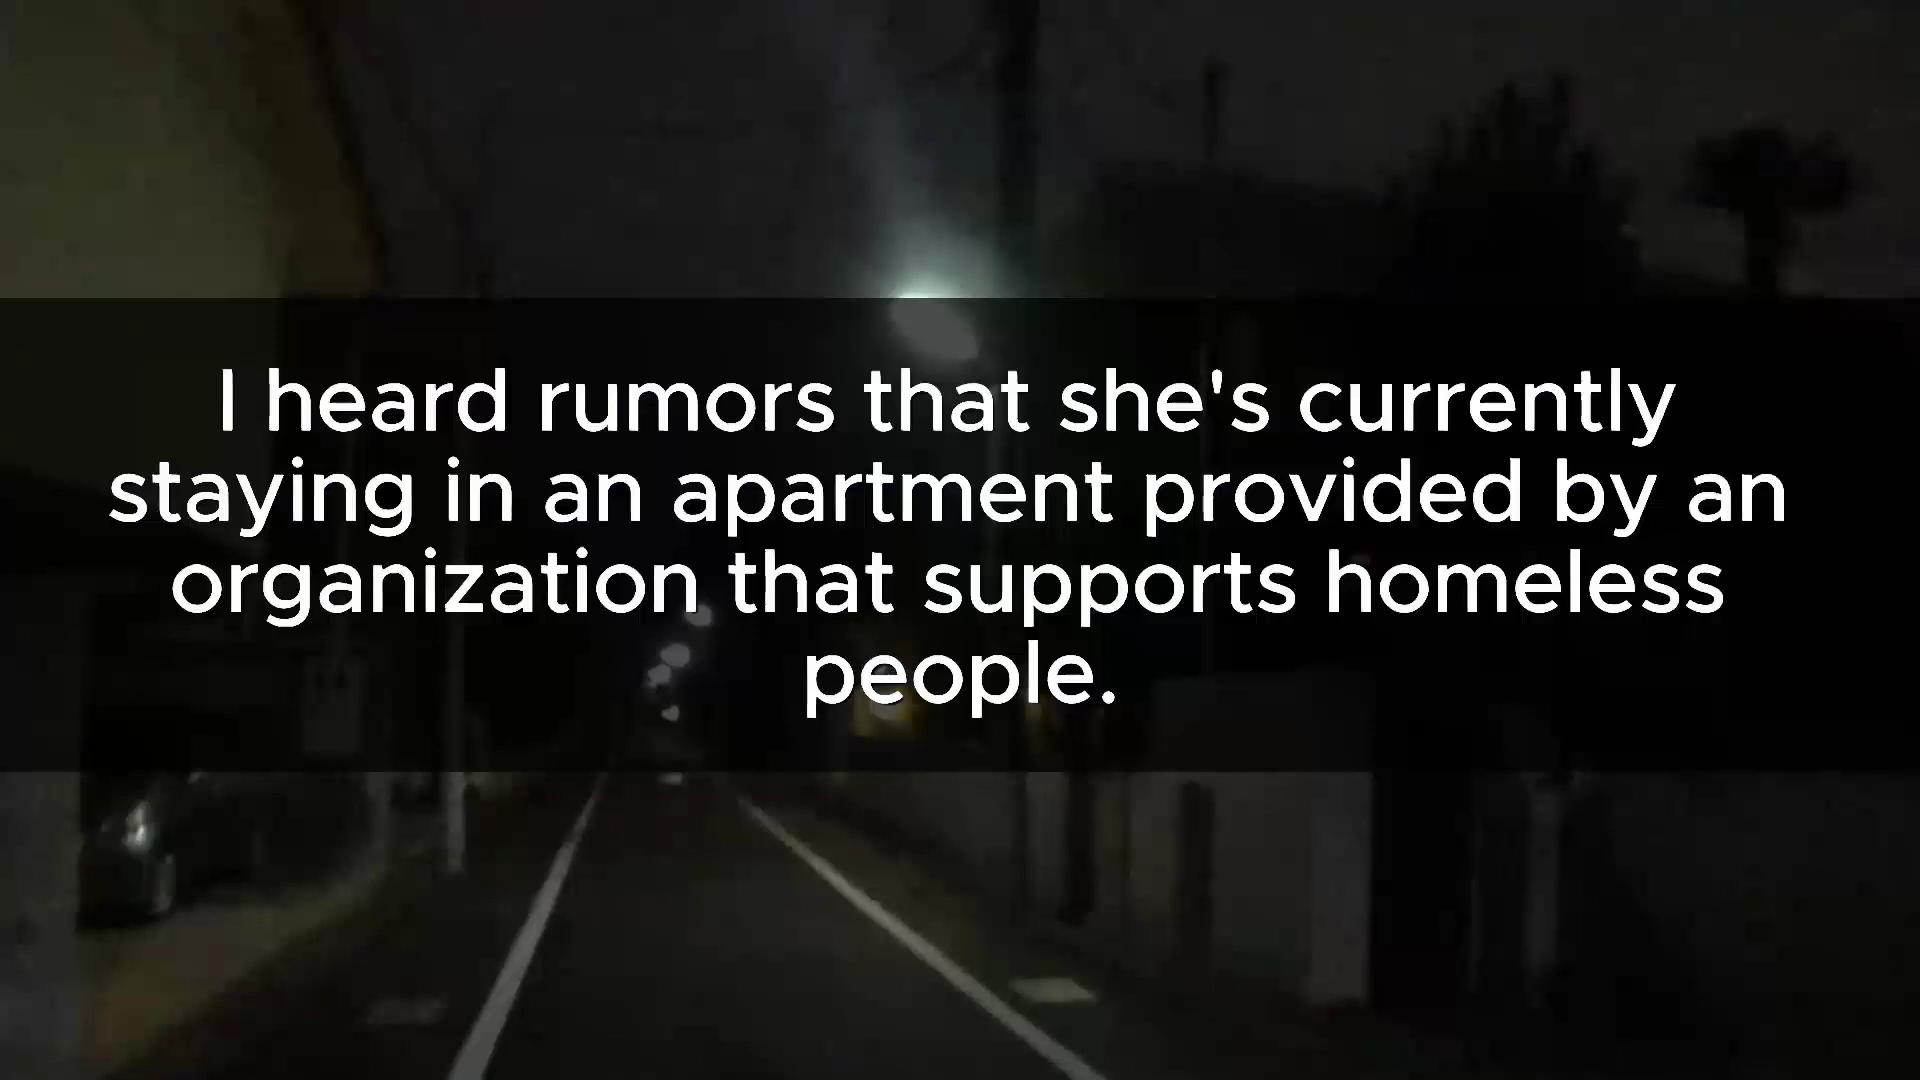 I heard rumors that she's currently
staying in an apartment provided by an
organization that supports homeless
people.